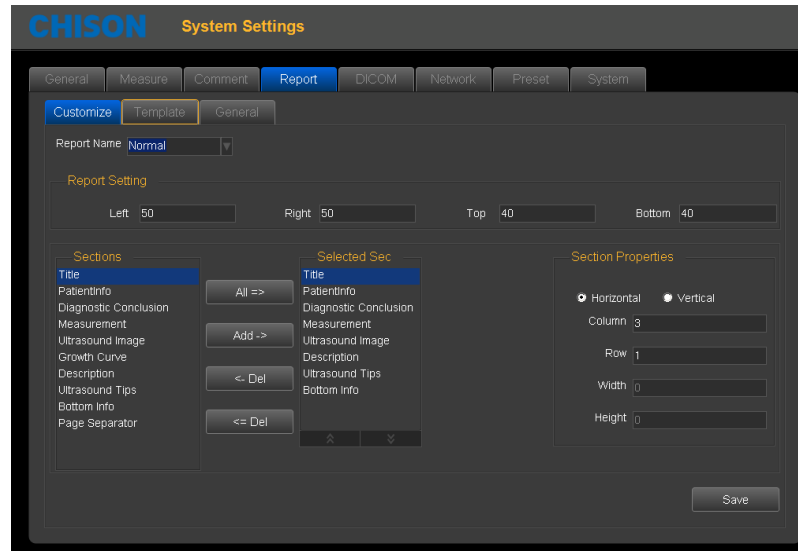 CHISON System Settings
General Measure Comment Report DICOM Network Preset System
Customize Template General
Report Name Normal
Report Setting
Left 50 Right 50 Top 40 Bottom 40
Sections
Title
PatientInfo
Diagnostic Conclusion
Measurement
Ultrasound Image
Growth Curve
Description
Ultrasound Tips
Bottom Info
Page Separator
All =>
Add ->
<- Del
<= Del
Selected Sec
Title
PatientInfo
Diagnostic Conclusion
Measurement
Ultrasound Image
Description
Ultrasound Tips
Bottom Info
Section Properties
Horizontal Vertical
Column 3
Row 1
Width 0
Height 0
Save